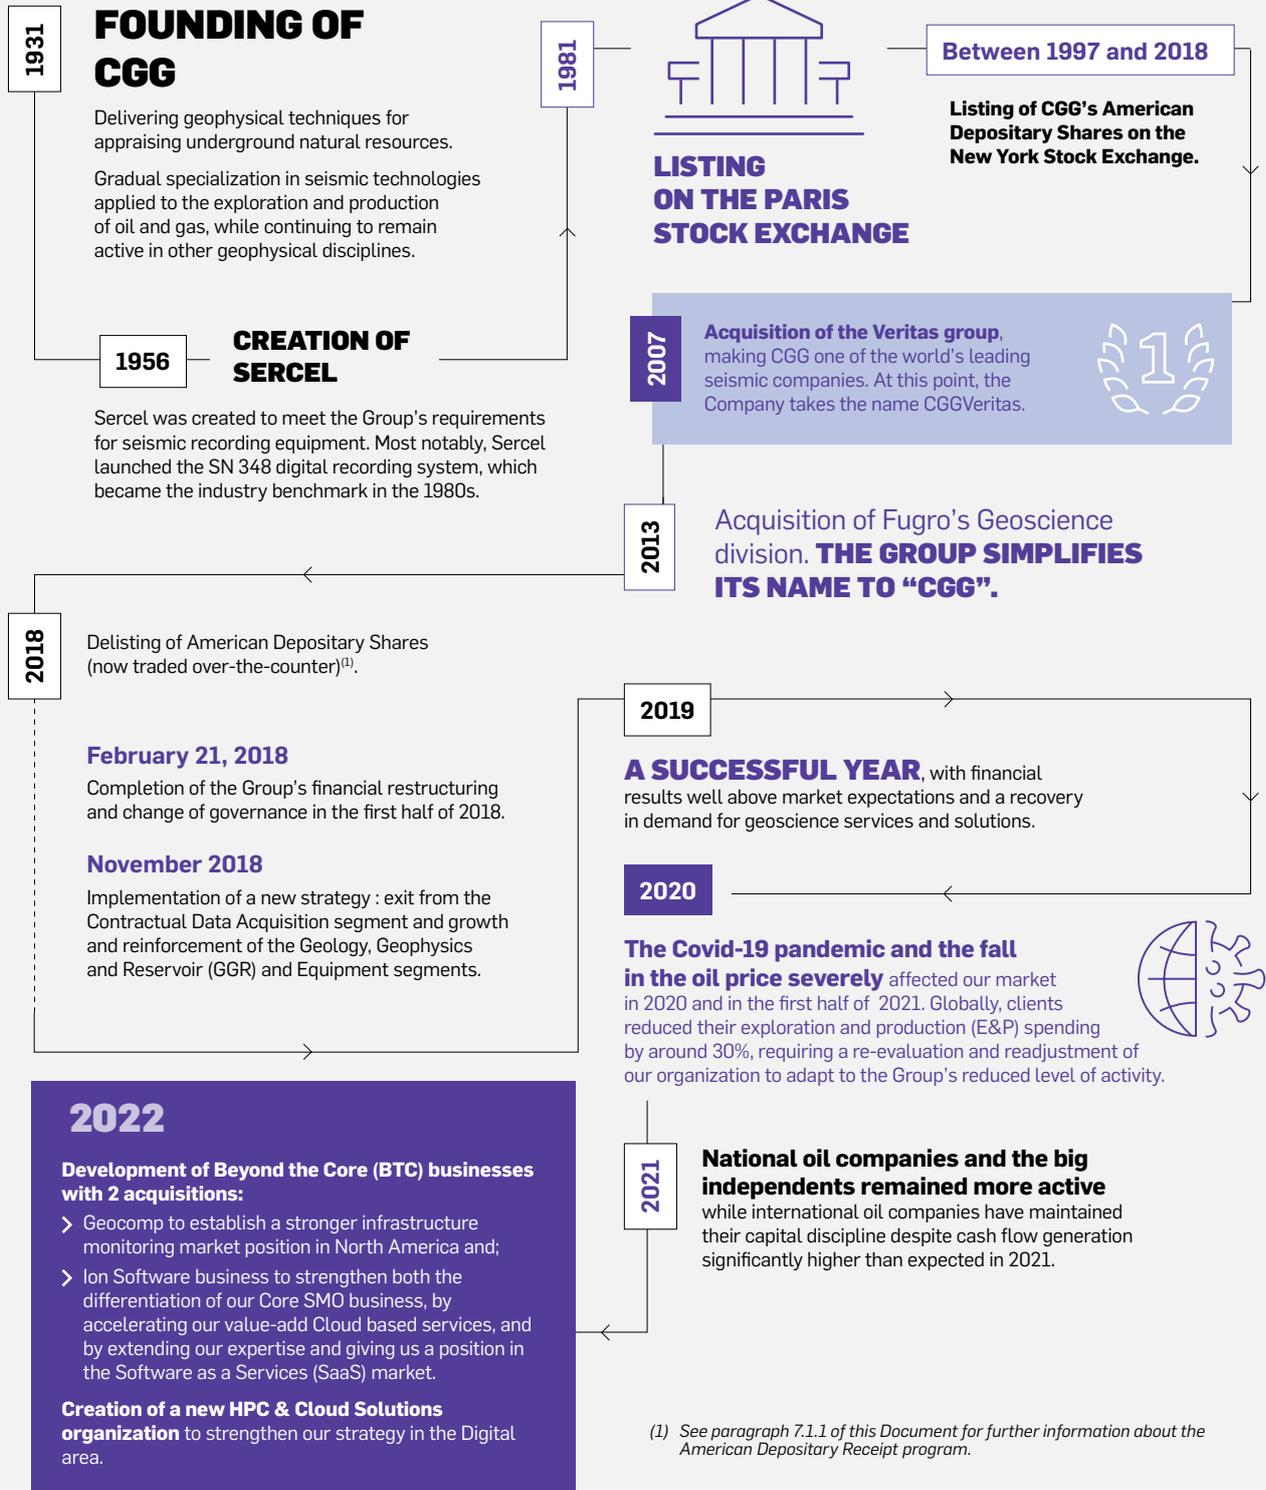 1931
FOUNDING OF
CGG
Delivering geophysical techniques for
appraising underground natural resources.
Gradual specialization in seismic technologies
applied to the exploration and production
of oil and gas, while continuing to remain
active in other geophysical disciplines.
1956
CREATION OF
SERCEL
Sercel was created to meet the Group's requirements
for seismic recording equipment. Most notably, Sercel
launched the SN 348 digital recording system, which
became the industry benchmark in the 1980s.
1981
LISTING
ON THE PARIS
STOCK EXCHANGE
Between 1997 and 2018
Listing of CGG's American
Depositary Shares on the
New York Stock Exchange.
2007
Acquisition of the Veritas group,
making CGG one of the world's leading
seismic companies. At this point, the
Company takes the name CGGVeritas.
1
2013
Acquisition of Fugro's Geoscience
division. THE GROUP SIMPLIFIES
ITS NAME TO “CGG”.
2018
Delisting of American Depositary Shares
(now traded over-the-counter)(1).
February 21, 2018
Completion of the Group's financial restructuring
and change of governance in the first half of 2018.
November 2018
Implementation of a new strategy : exit from the
Contractual Data Acquisition segment and growth
and reinforcement of the Geology, Geophysics
and Reservoir (GGR) and Equipment segments.
2019
A SUCCESSFUL YEAR, with financial
results well above market expectations and a recovery
in demand for geoscience services and solutions.
2020
The Covid-19 pandemic and the fall
in the oil price severely affected our market
in 2020 and in the first half of 2021. Globally, clients
reduced their exploration and production (E&P) spending
by around 30%, requiring a re-evaluation and readjustment of
our organization to adapt to the Group's reduced level of activity.
2021
National oil companies and the big
independents remained more active
while international oil companies have maintained
their capital discipline despite cash flow generation
significantly higher than expected in 2021.
2022
Development of Beyond the Core (BTC) businesses
with 2 acquisitions:
Geocomp to establish a stronger infrastructure
monitoring market position in North America and;
Ion Software business to strengthen both the
differentiation of our Core SMO business, by
accelerating our value-add Cloud based services, and
by extending our expertise and giving us a position in
the Software as a Services (SaaS) market.
Creation of a new HPC & Cloud Solutions
organization to strengthen our strategy in the Digital
area.
(1) See paragraph 7.1.1 of this Document for further information about the
American Depositary Receipt program.